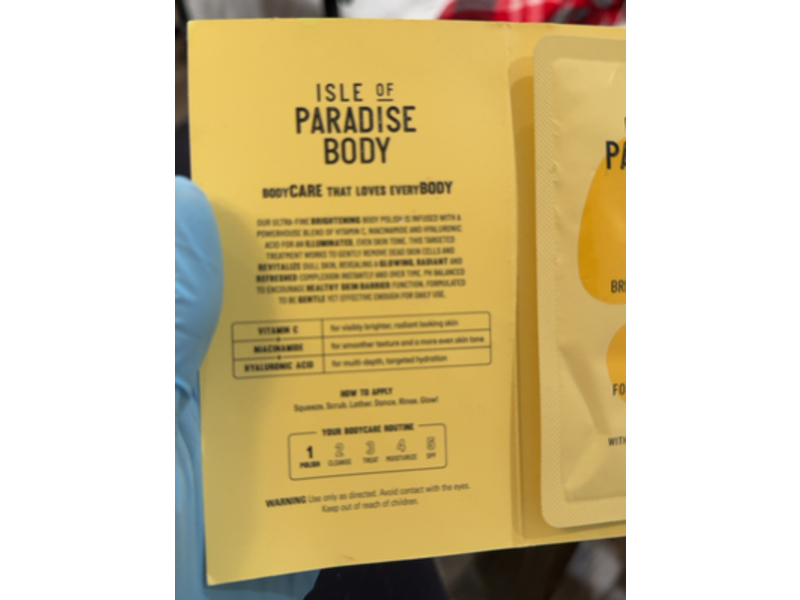 ISLE OF
PARADISE
BODY
BODYCARE THAT LOVES EVERYBODY
OUR ULTRA-FINE BRIGHTENING BODY POLISH IS INFUSED WITH A
POWERHOUSE BLEND OF VITAMIN C, NIACINAMIDE AND HYALURONIC
ACID FOR AN ILLUMINATED, EVEN SKIN TONE. THIS TARGETED
TREATMENT WORKS TO GENTLY REMOVE DEAD SKIN CELLS AND
REVITALIZE DULL SKIN, REVEALING A GLOWING, RADIANT AND
REFRESHED COMPLEXION INSTANTLY AND OVER TIME. PH BALANCED
TO ENCOURAGE HEALTHY SKIN BARRIER FUNCTION. FORMULATED
TO BE GENTLE YET EFFECTIVE ENOUGH FOR DAILY USE.
VITAMIN C for visibly brighter, radiant looking skin
NIACINAMIDE for smoother texture and a more even skin tone
HYALURONIC ACID for multi-depth, targeted hydration
HOW TO APPLY
Squeeze. Scrub. Lather. Dance. Rinse. Glow!
YOUR BODYCARE ROUTINE
1 2 3 4 5
POLISH CLEANSE TREAT MOISTURIZE SPF
WARNING Use only as directed. Avoid contact with the eyes.
Keep out of reach of children.
PA
BR
FO
WITH